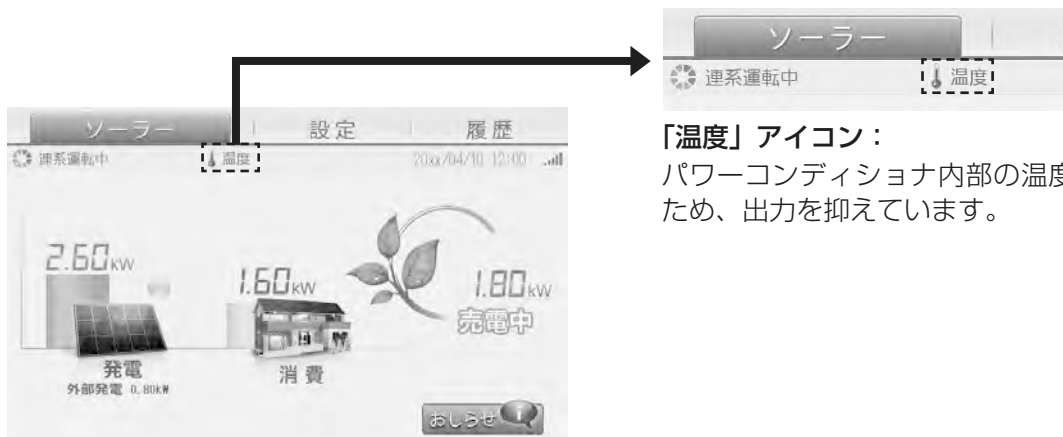 ソーラー
設定
履歴
連系運転中
温度
20xx/04/10 12:00
2.60kW
1.60kW
1.80kW
売電中
発電
外部発電 0.80kW
消費
おしらせ
ソーラー
連系運転中
温度
「温度」アイコン：
パワーコンディショナ内部の温度
ため、出力を抑えています。